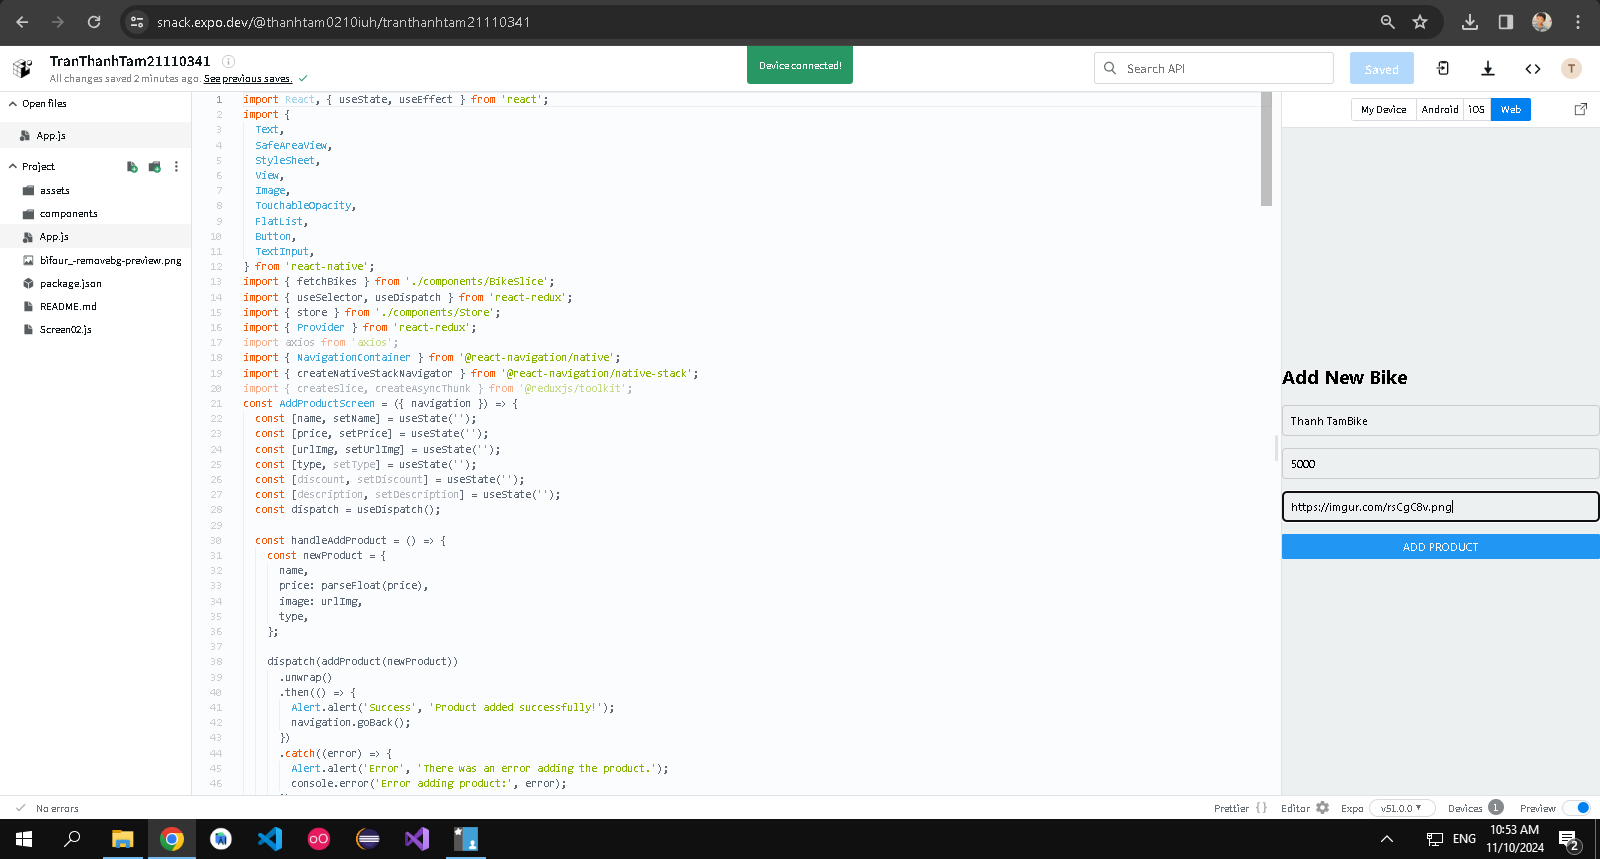 snack.expo.dev/@thanhtam0210iuh/tranthanhtam21110341
TranThanhTam21110341
All changes saved 2 minutes ago. See previous saves.
Device connected!
Search API
Saved
T
Open files
App.js
Project
assets
components
App.js
bifour_-removebg-preview.png
package.json
README.md
Screen02.js
1 import React, { useState, useEffect } from 'react';
2 import {
3 Text,
4 SafeAreaView,
5 StyleSheet,
6 View,
7 Image,
8 TouchableOpacity,
9 FlatList,
10 Button,
11 TextInput,
12 } from 'react-native';
13 import { fetchBikes } from './components/BikeSlice';
14 import { useSelector, useDispatch } from 'react-redux';
15 import { store } from './components/Store';
16 import { Provider } from 'react-redux';
17 import axios from 'axios';
18 import { NavigationContainer } from '@react-navigation/native';
19 import { createNativeStackNavigator } from '@react-navigation/native-stack';
20 import { createSlice, createAsyncThunk } from '@reduxjs/toolkit';
21 const AddProductScreen = ({ navigation }) => {
22 const [name, setName] = useState('');
23 const [price, setPrice] = useState('');
24 const [urlImg, setUrlImg] = useState('');
25 const [type, setType] = useState('');
26 const [discount, setDiscount] = useState('');
27 const [description, setDescription] = useState('');
28 const dispatch = useDispatch();
29
30 const handleAddProduct = () => {
31 const newProduct = {
32 name,
33 price: parseFloat(price),
34 image: urlImg,
35 type,
36 };
37
38 dispatch(addProduct(newProduct))
39 .unwrap()
40 .then(() => {
41 Alert.alert('Success', 'Product added successfully!');
42 navigation.goBack();
43 })
44 .catch((error) => {
45 Alert.alert('Error', 'There was an error adding the product.');
46 console.error('Error adding product:', error);
My Device
Android
iOS
Web
Add New Bike
Thanh TamBike
5000
https://imgur.com/rsCgC8v.png
ADD PRODUCT
No errors
Prettier {}
Editor
Expo
v51.0.0
Devices 1
Preview
ENG
10:53 AM
11/10/2024
2